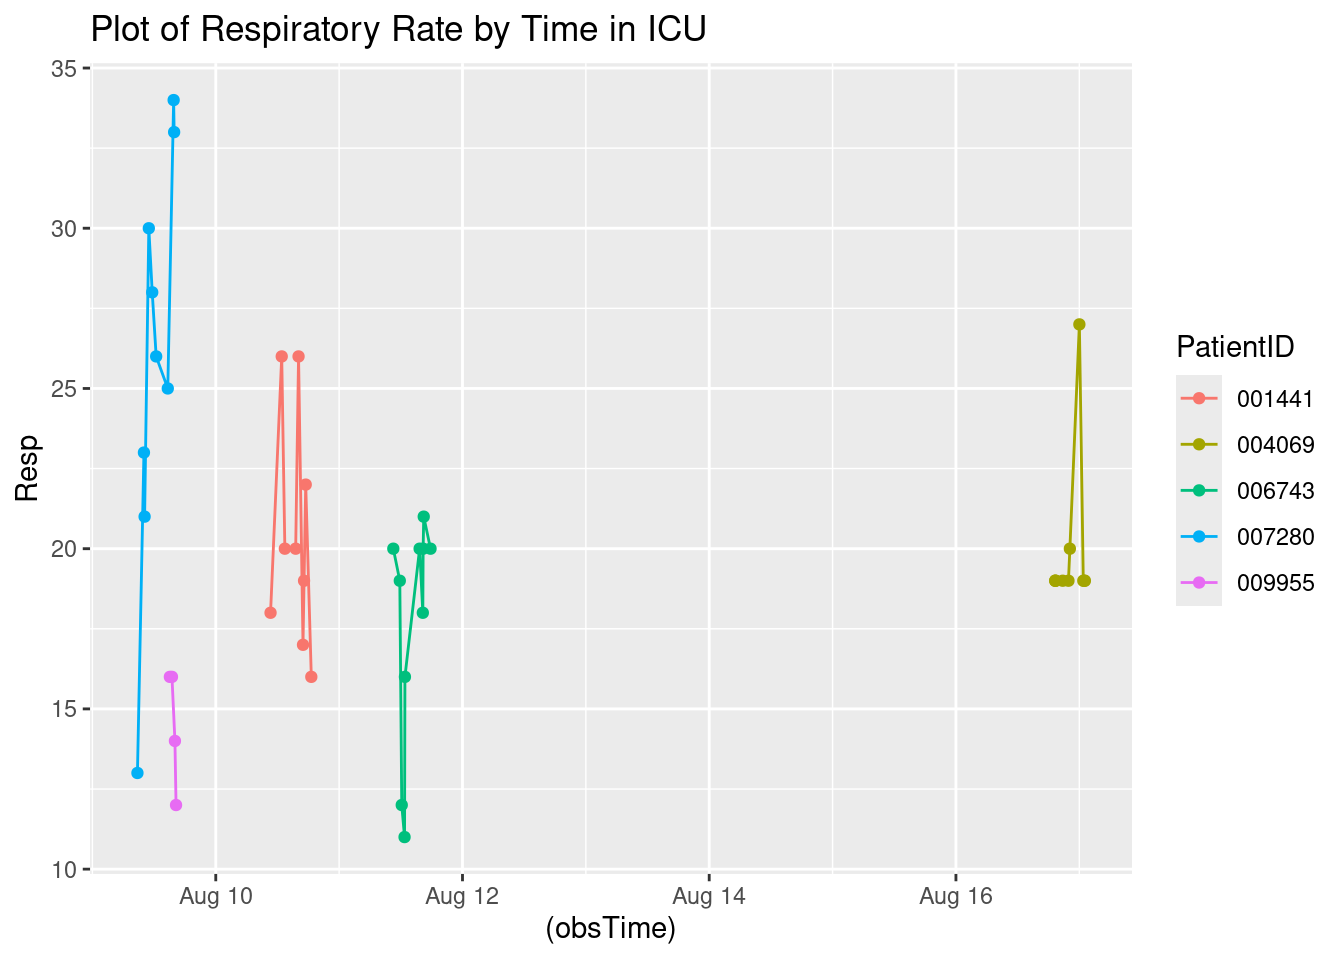 Plot of Respiratory Rate by Time in ICU
35
30
25
20
15
10
Resp
Aug 10
Aug 12
Aug 14
Aug 16
(obsTime)
PatientID
001441
004069
006743
007280
009955